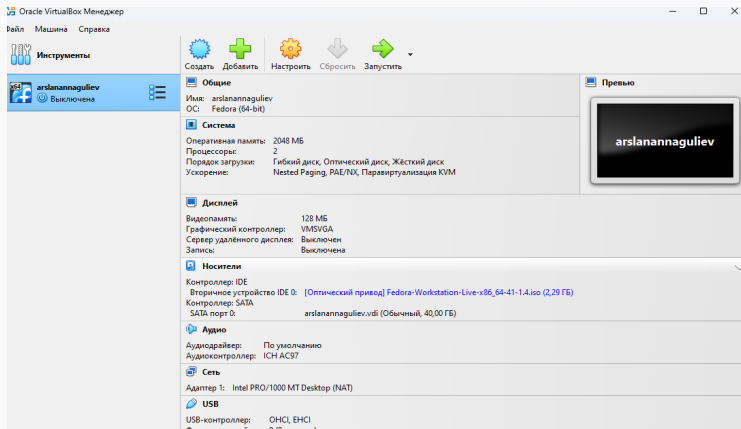 Oracle VirtualBox Менеджер
Файл Машина Справка
Инструменты
Создать Добавить Настроить Сбросить Запустить
x64
arslanannaguliev
Выключена
Общие
Имя: arslanannaguliev
ОС: Fedora (64-bit)
Превью
arslanannaguliev
Система
Оперативная память: 2048 МБ
Процессоры: 2
Порядок загрузки: Гибкий диск, Оптический диск, Жёсткий диск
Ускорение: Nested Paging, PAE/NX, Паравиртуализация KVM
Дисплей
Видеопамять: 128 МБ
Графический контроллер: VMSVGA
Сервер удалённого дисплея: Выключен
Запись: Выключена
Носители
Контроллер: IDE
Вторичное устройство IDE 0: [Оптический привод] Fedora-Workstation-Live-x86_64-41-1.4.iso (2,29 ГБ)
Контроллер: SATA
SATA порт 0: arslanannaguliev.vdi (Обычный, 40,00 ГБ)
Аудио
Аудиодрайвер: По умолчанию
Аудиоконтроллер: ICH AC97
Сеть
Адаптер 1: Intel PRO/1000 MT Desktop (NAT)
USB
USB-контроллер: OHCI, EHCI